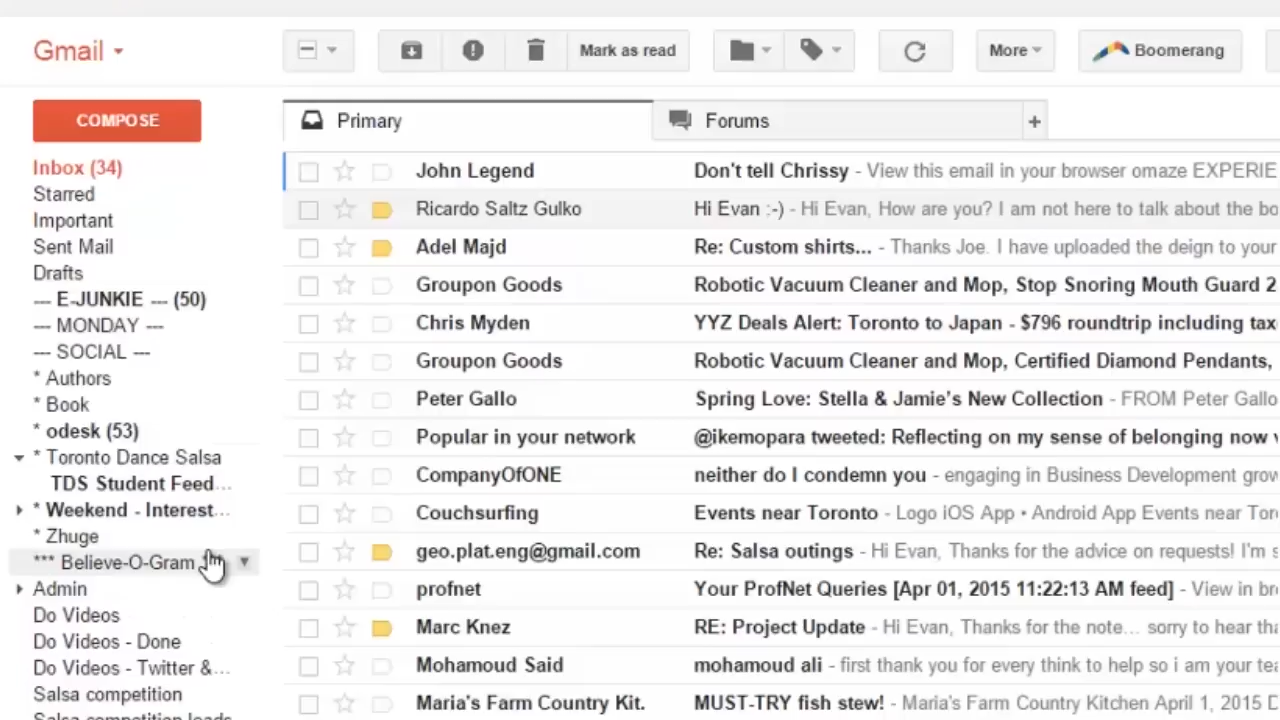 Gmail
Mark as read
More
Boomerang
COMPOSE
Primary
Forums
+
Inbox (34)
Starred
Important
Sent Mail
Drafts
--- E-JUNKIE --- (50)
--- MONDAY ---
--- SOCIAL ---
* Authors
* Book
* odesk (53)
* Toronto Dance Salsa
TDS Student Feed...
* Weekend - Interest...
* Zhuge
*** Believe-O-Gram
Admin
Do Videos
Do Videos - Done
Do Videos - Twitter &...
Salsa competition
Salsa competition leads
John Legend Don't tell Chrissy - View this email in your browser omaze EXPERIE
Ricardo Saltz Gulko Hi Evan :-) - Hi Evan, How are you? I am not here to talk about the bo
Adel Majd Re: Custom shirts... - Thanks Joe. I have uploaded the deign to your
Groupon Goods Robotic Vacuum Cleaner and Mop, Stop Snoring Mouth Guard 2
Chris Myden YYZ Deals Alert: Toronto to Japan - $796 roundtrip including tax
Groupon Goods Robotic Vacuum Cleaner and Mop, Certified Diamond Pendants,
Peter Gallo Spring Love: Stella & Jamie's New Collection - FROM Peter Gallo
Popular in your network @ikemopara tweeted: Reflecting on my sense of belonging now
CompanyOfONE neither do I condemn you - engaging in Business Development grow
Couchsurfing Events near Toronto - Logo iOS App • Android App Events near Tor
geo.plat.eng@gmail.com Re: Salsa outings - Hi Evan, Thanks for the advice on requests! I'm s
profnet Your ProfNet Queries [Apr 01, 2015 11:22:13 AM feed] - View in br
Marc Knez RE: Project Update - Hi Evan, Thanks for the note... sorry to hear tha
Mohamoud Said mohamoud ali - first thank you for every think to help so i am your tea
Maria's Farm Country Kit. MUST-TRY fish stew! - Maria's Farm Country Kitchen April 1, 2015 D